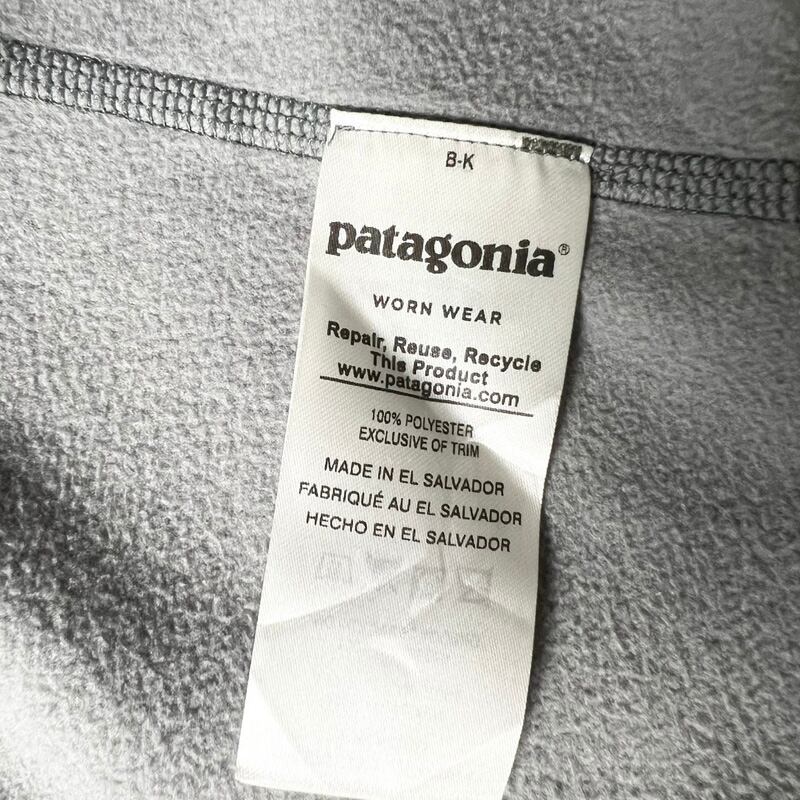 B-K
patagonia®
WORN WEAR
Repair, Reuse, Recycle
This Product
www.patagonia.com
100% POLYESTER
EXCLUSIVE OF TRIM
MADE IN EL SALVADOR
FABRIQUÉ AU EL SALVADOR
HECHO EN EL SALVADOR